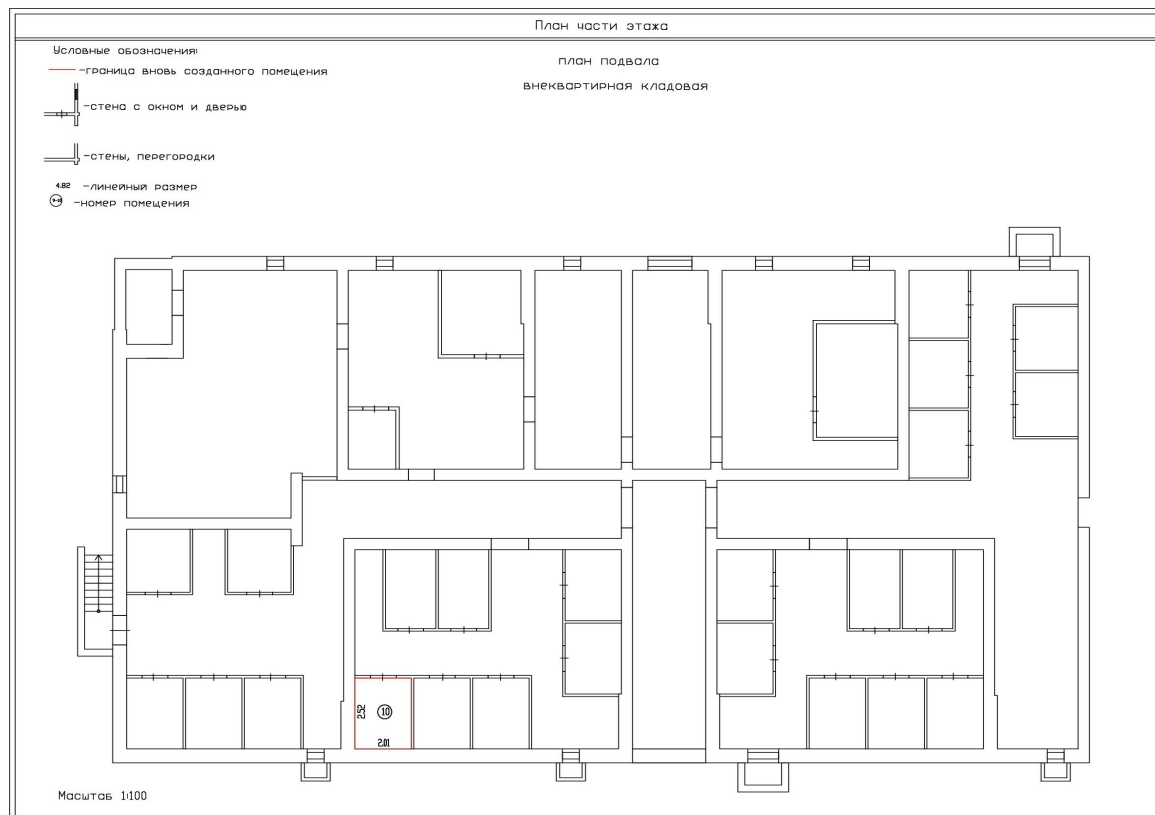 План части этажа
Условные обозначения:
-граница вновь созданного помещения
-стена с окном и дверью
-стены, перегородки
4.82 -линейный размер
-номер помещения
план подвала
внеквартирная кладовая
2.52
10
2.01
Масштаб 1:100